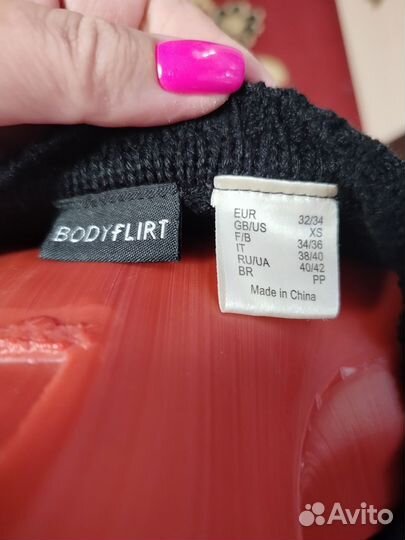 BODYFLIRT
EUR 32/34
GB/US XS
F/B 34/36
IT 38/40
RU/UA 40/42
BR PP
Made in China
Avito